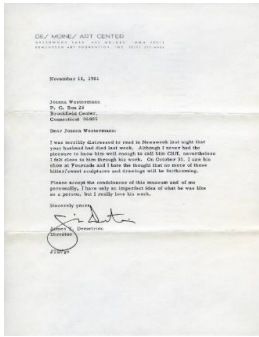 DES MOINES ART CENTER
November 16, 1981
Joanna Westermann
P. O. Box 28
Brookfield Center,
Connecticut 06805
Dear Joanna Westermann:
I was terribly distressed to read in Newsweek last night that
your husband had died last week. Although I never had the
pleasure to know him well enough to call him Cliff, nevertheless
I felt close to him through his work. On October 31, I saw his
show at Fourcade and I hate the thought that no more of those
bitter/sweet sculptures and drawings will be forthcoming.
Please accept the condolences of this museum and of me
personally. I have only an imperfect idea of what he was like
as a person, but I really love his work.
Sincerely yours,
James T. Demetrion
Director